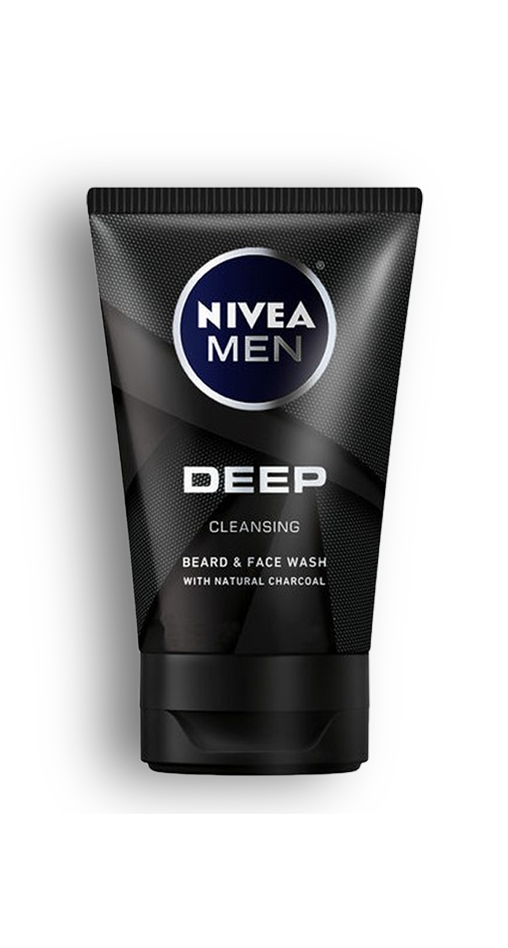 NIVEA
MEN
®
DEEP
CLEANSING
BEARD & FACE WASH
WITH NATURAL CHARCOAL